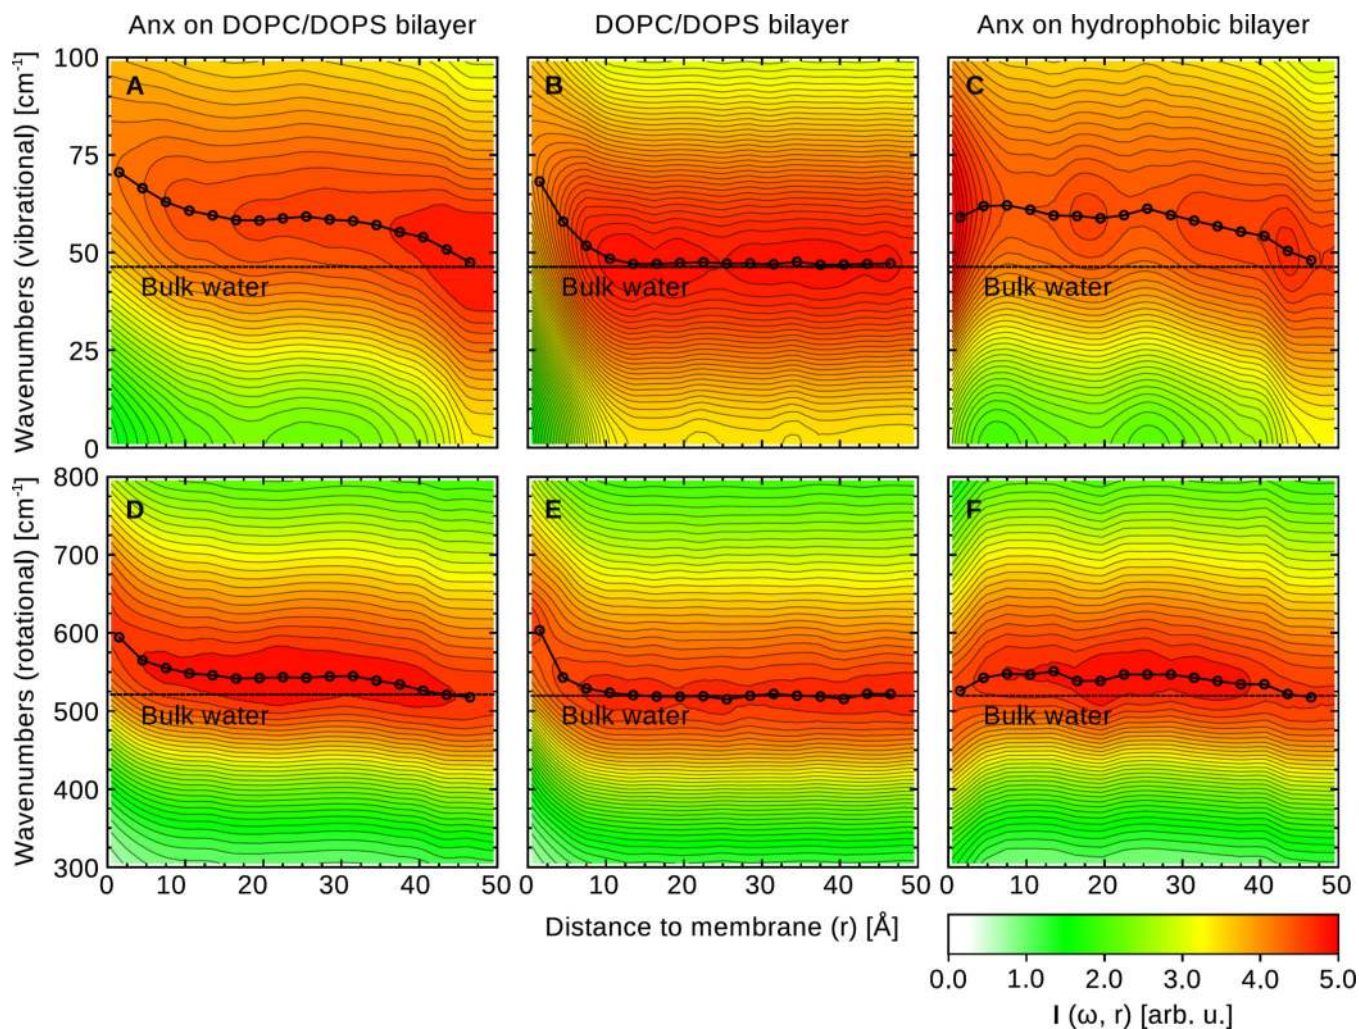 Anx on DOPC/DOPS bilayer
DOPC/DOPS bilayer
Anx on hydrophobic bilayer
Wavenumbers (vibrational) [cm⁻¹]
100
75
50
25
0
A
Bulk water
B
Bulk water
C
Bulk water
Wavenumbers (rotational) [cm⁻¹]
800
700
600
500
400
300
D
Bulk water
E
Bulk water
F
Bulk water
0 10 20 30 40 50
0 10 20 30 40 50
0 10 20 30 40 50
Distance to membrane (r) [Å]
0.0 1.0 2.0 3.0 4.0 5.0
I (ω, r) [arb. u.]